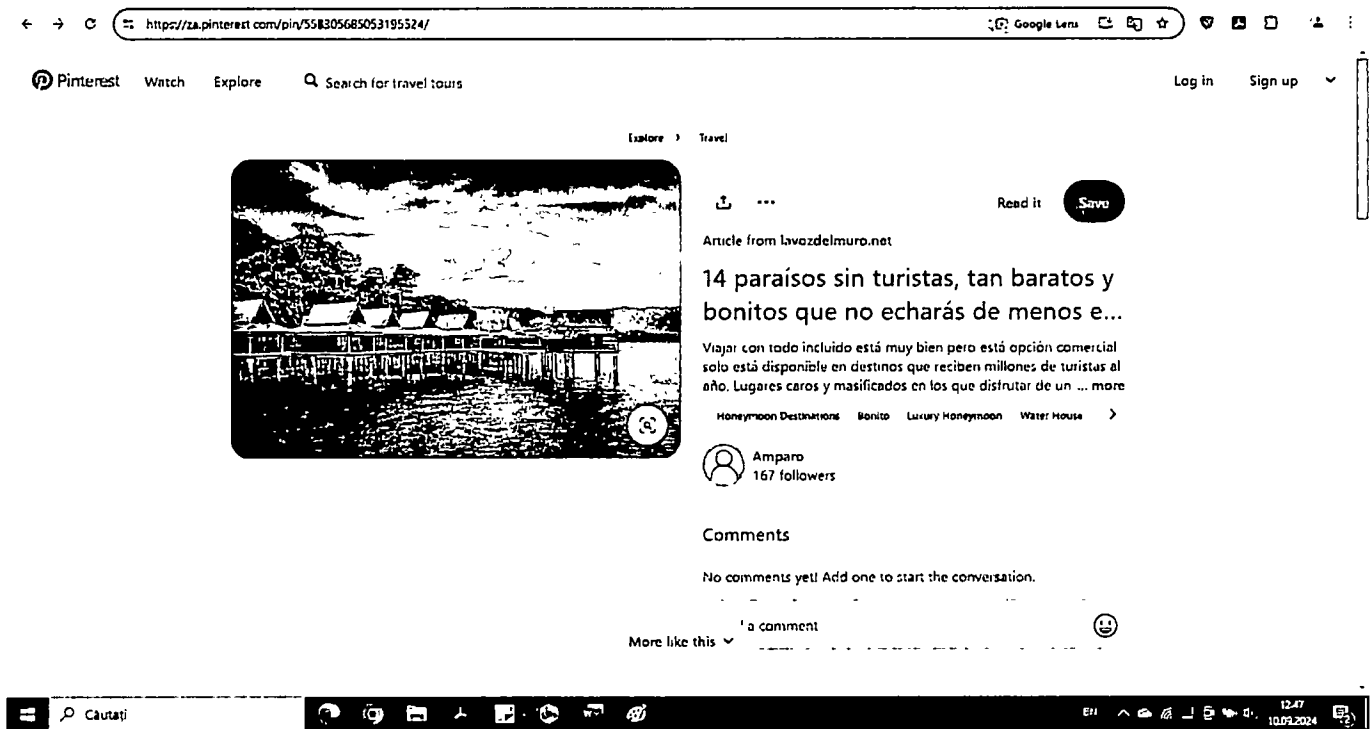 https://za.pinterest.com/pin/558305685053195524/
Google Lens
Pinterest Watch Explore Search for travel tours Log in Sign up
Explore > Travel
Read it Save
Article from lavozdelmuro.net
14 paraísos sin turistas, tan baratos y
bonitos que no echarás de menos e...
Viajar con todo incluido está muy bien pero está opción comercial
solo está disponible en destinos que reciben millones de turistas al
año. Lugares caros y masificados en los que disfrutar de un ... more
Honeymoon Destinations Bonito Luxury Honeymoon Water House
Amparo
167 followers
Comments
No comments yet! Add one to start the conversation.
a comment
More like this
Căutați
EN
12:47
10.09.2024